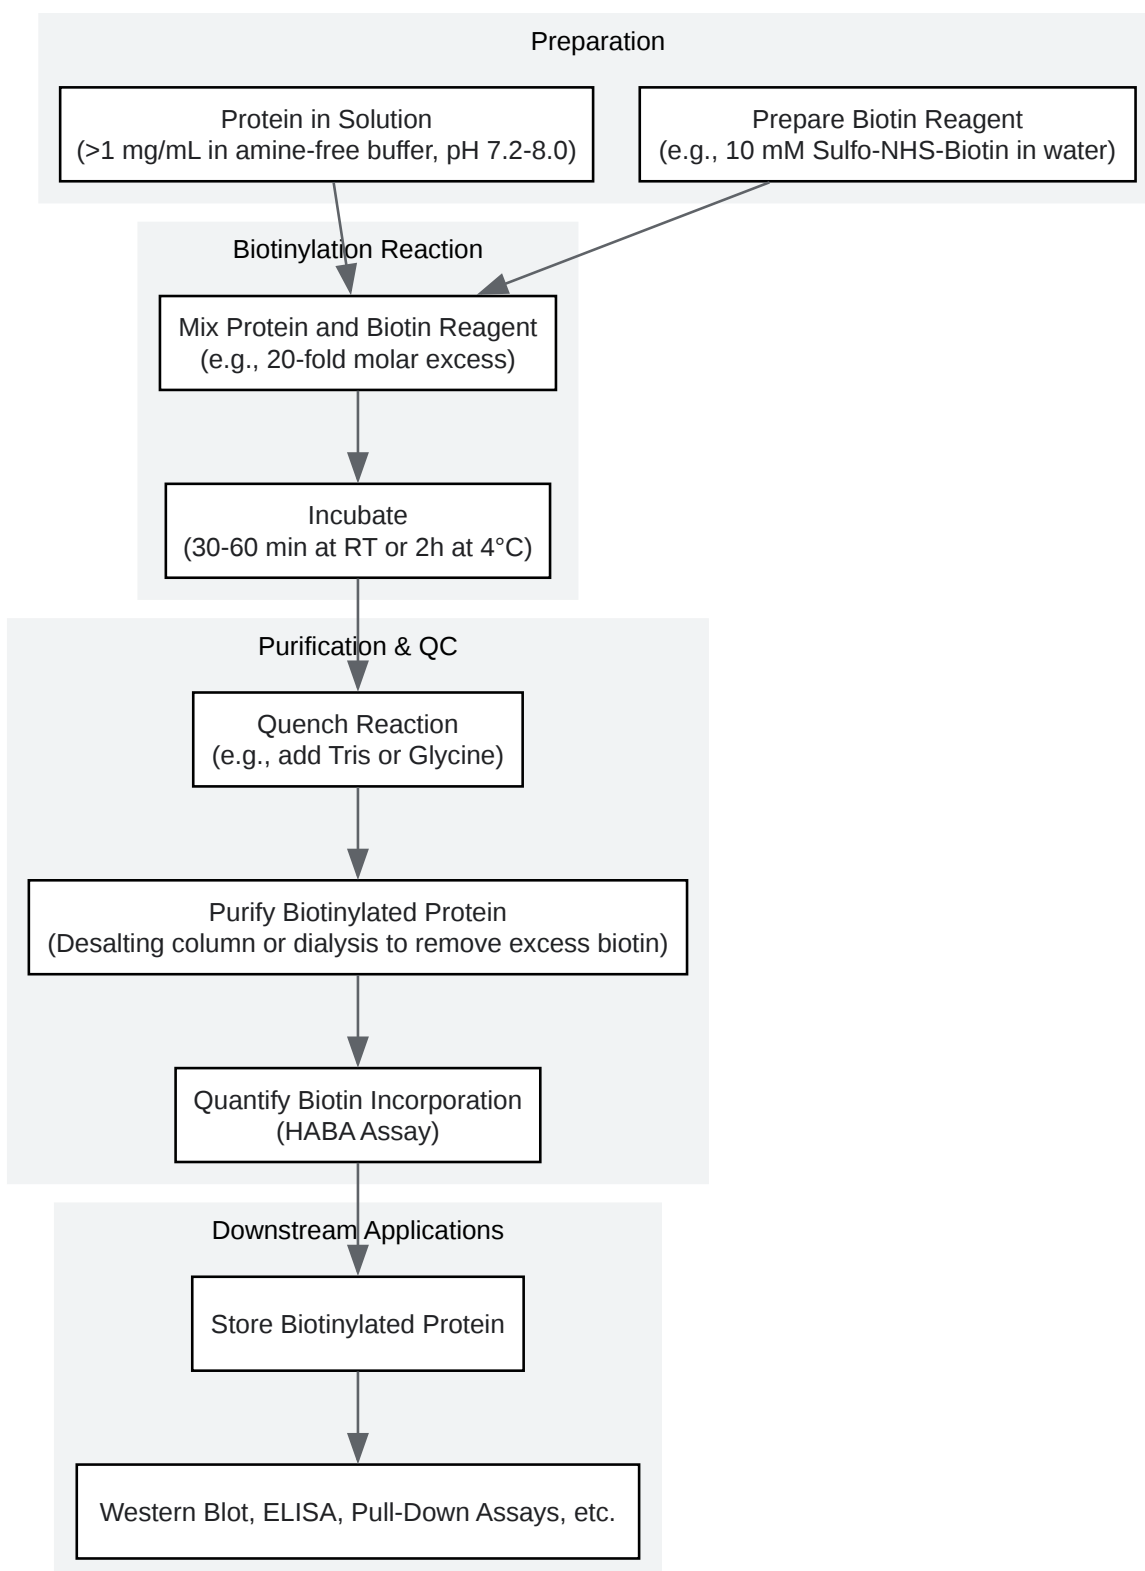 Preparation
Protein in Solution
(>1 mg/mL in amine-free buffer, pH 7.2-8.0)
Prepare Biotin Reagent
(e.g., 10 mM Sulfo-NHS-Biotin in water)
Biotinylation Reaction
Mix Protein and Biotin Reagent
(e.g., 20-fold molar excess)
Incubate
(30-60 min at RT or 2h at 4°C)
Purification & QC
Quench Reaction
(e.g., add Tris or Glycine)
Purify Biotinylated Protein
(Desalting column or dialysis to remove excess biotin)
Quantify Biotin Incorporation
(HABA Assay)
Downstream Applications
Store Biotinylated Protein
Western Blot, ELISA, Pull-Down Assays, etc.